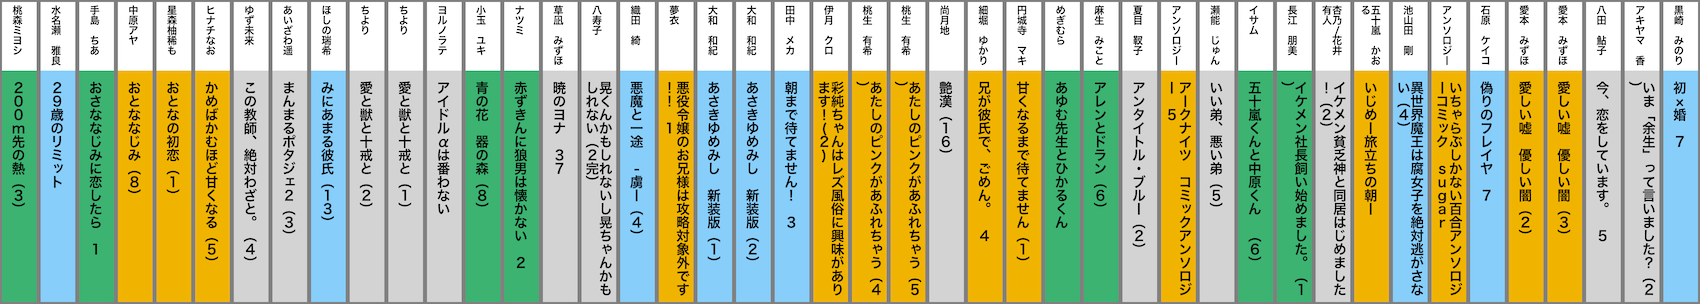 黒崎 みのり
初×婚 7
アキヤマ 香
いま「余生」って言いました?(2
)
八田 鮎子
今、恋をしています。 5
愛本 みずほ
愛しい嘘 優しい闇(3)
愛本 みずほ
愛しい嘘 優しい闇(2)
石原 ケイコ
偽りのフレイヤ 7
アンソロジー
いちゃらぶしかない百合アンソロジ
ーコミック sugar
池山田 剛
異世界魔王は腐女子を絶対逃がさな
い(4)
五十嵐 かお
る
いじめー旅立ちの朝ー
杏乃/花井
有人
イケメン貧乏神と同居はじめました
!(2)
長江 朋美
イケメン社長飼い始めました。(1
)
イサム
五十嵐くんと中原くん (6)
瀬能 じゅん
いい弟、悪い弟(5)
アンソロジー
アークナイツ コミックアンソロジ
ー 5
夏目 靫子
アンタイトル・ブルー(2)
麻生 みこと
アレンとドラン(6)
めぎむら
あゆむ先生とひかるくん
円城寺 マキ
甘くなるまで待てません(1)
細堀 ゆかり
兄が彼氏で、ごめん。 4
尚月地
艶漢(16)
桃生 有希
あたしのピンクがあふれちゃう(5
)
桃生 有希
あたしのピンクがあふれちゃう(4
)
伊月 クロ
彩純ちゃんはレズ風俗に興味があり
ます!(2)
田中 メカ
朝まで待てません! 3
大和 和紀
あさきゆめみし 新装版(2)
大和 和紀
あさきゆめみし 新装版(1)
夢衣
悪役令嬢のお兄様は攻略対象外です
!! 1
織田 綺
悪魔と一途 -虜ー(4)
八寿子
晃くんかもしれないし晃ちゃんかも
しれない(2完)
草凪 みずほ
暁のヨナ 37
ナツミ
赤ずきんに狼男は懐かない 2
小玉 ユキ
青の花 器の森(8)
ヨルノラテ
アイドルαは番わない
ちより
愛と獣と十戒と(1)
ちより
愛と獣と十戒と(2)
ほしの瑞希
みにあまる彼氏(13)
あいざわ遥
まんまるポタジェ2(3)
ゆず未来
この教師、絶対わざと。(4)
ヒナチなお
かめばかむほど甘くなる(5)
星森柚稀も
おとなの初恋(1)
中原アヤ
おとななじみ(8)
手島 ちあ
おさななじみに恋したら 1
水名瀬 雅良
29歳のリミット
桃森ミヨシ
200m先の熱(3)